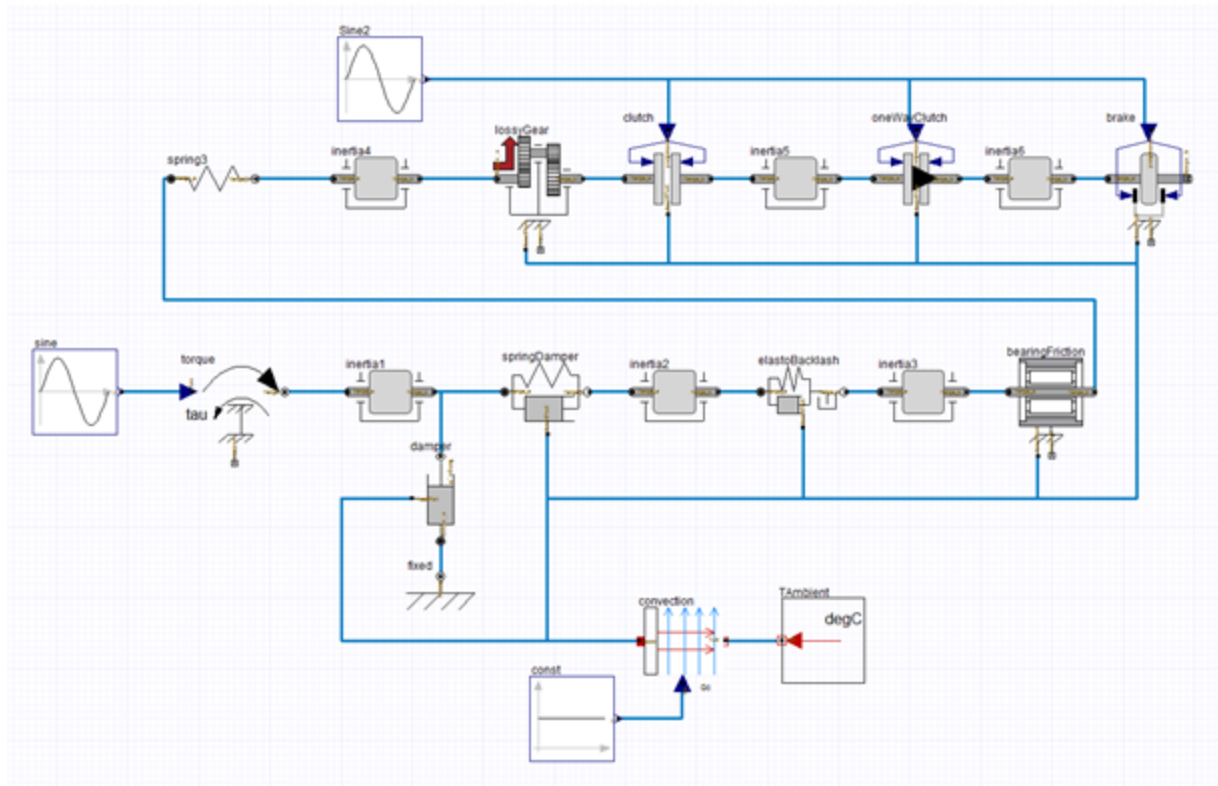 Sine2
clutch
oneWayClutch
brake
lossyGear
spring3
inertia4
inertia5
inertia6
sine
torque
inertia1
springDamper
inertia2
elastoBacklash
inertia3
bearingFriction
tau
damper
fixed
convection
TAmbient
degC
const
Gc